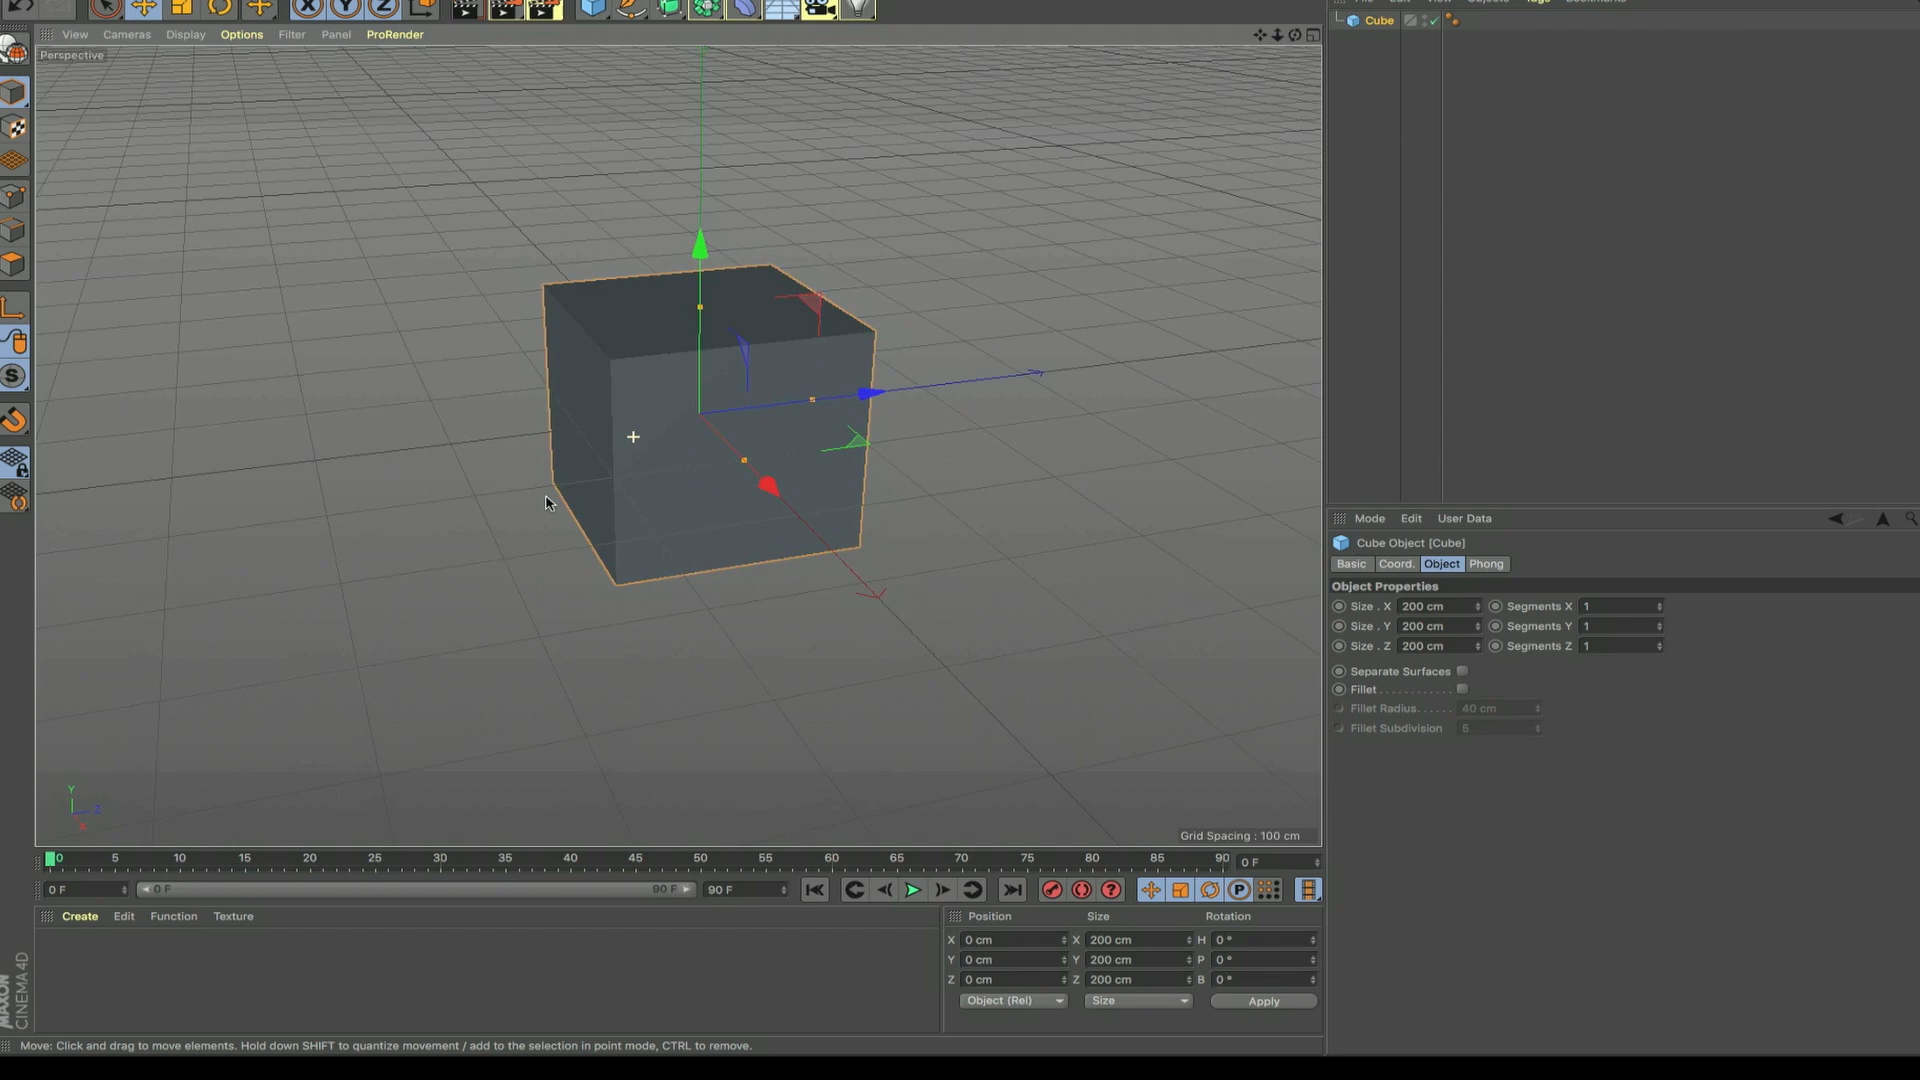 X Y Z
File Edit View Objects Tags Bookmarks
Cube
View Cameras Display Options Filter Panel ProRender
Perspective
S
Y
Z
X
Grid Spacing : 100 cm
Mode Edit User Data
Cube Object [Cube]
Basic Coord. Object Phong
Object Properties
Size . X 200 cm Segments X 1
Size . Y 200 cm Segments Y 1
Size . Z 200 cm Segments Z 1
Separate Surfaces
Fillet . . . . . . . . . . . .
Fillet Radius. . . . . . 40 cm
Fillet Subdivision 5
0 5 10 15 20 25 30 35 40 45 50 55 60 65 70 75 80 85 90 0 F
0 F 0 F 90 F 90 F ? P
Create Edit Function Texture
Position Size Rotation
X 0 cm X 200 cm H 0 °
Y 0 cm Y 200 cm P 0 °
Z 0 cm Z 200 cm B 0 °
Object (Rel) Size Apply
MAXON
CINEMA 4D
Move: Click and drag to move elements. Hold down SHIFT to quantize movement / add to the selection in point mode, CTRL to remove.